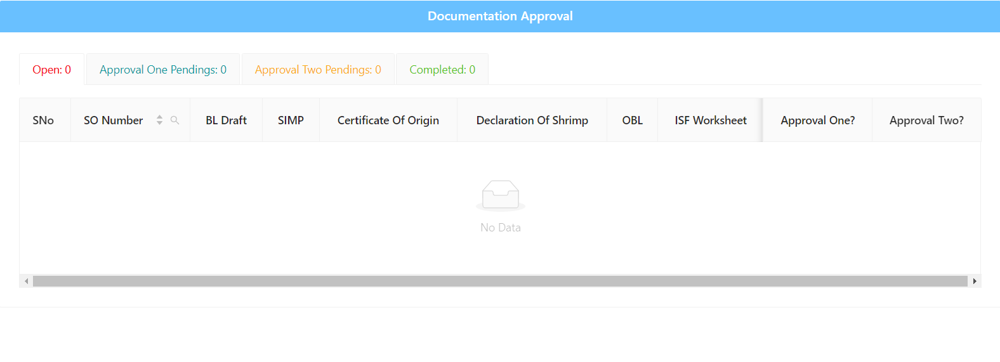 Documentation Approval
Open: 0 Approval One Pendings: 0 Approval Two Pendings: 0 Completed: 0
SNo SO Number BL Draft SIMP Certificate Of Origin Declaration Of Shrimp OBL ISF Worksheet Approval One? Approval Two?
No Data